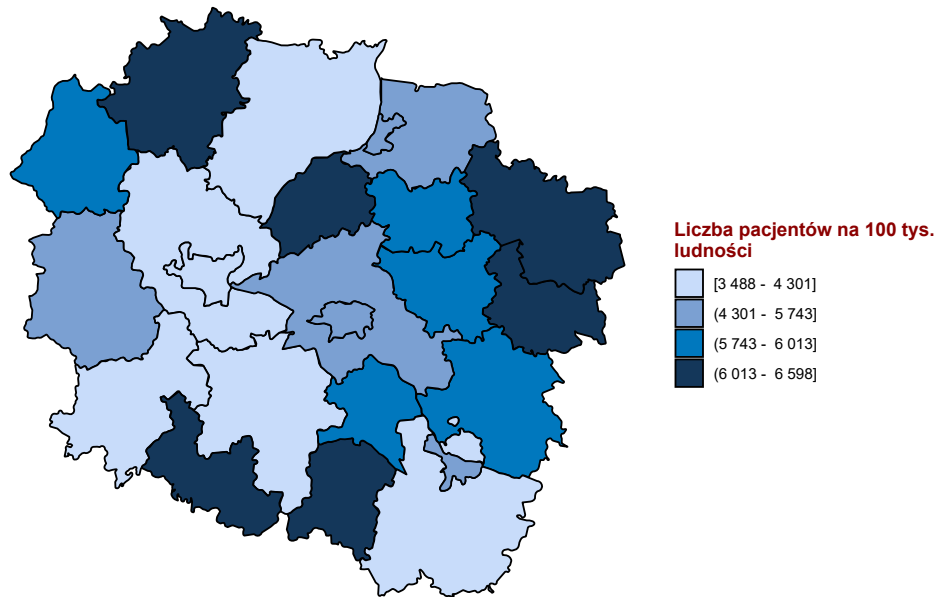 Liczba pacjentów na 100 tys.
ludności
[3 488 - 4 301]
(4 301 - 5 743]
(5 743 - 6 013]
(6 013 - 6 598]